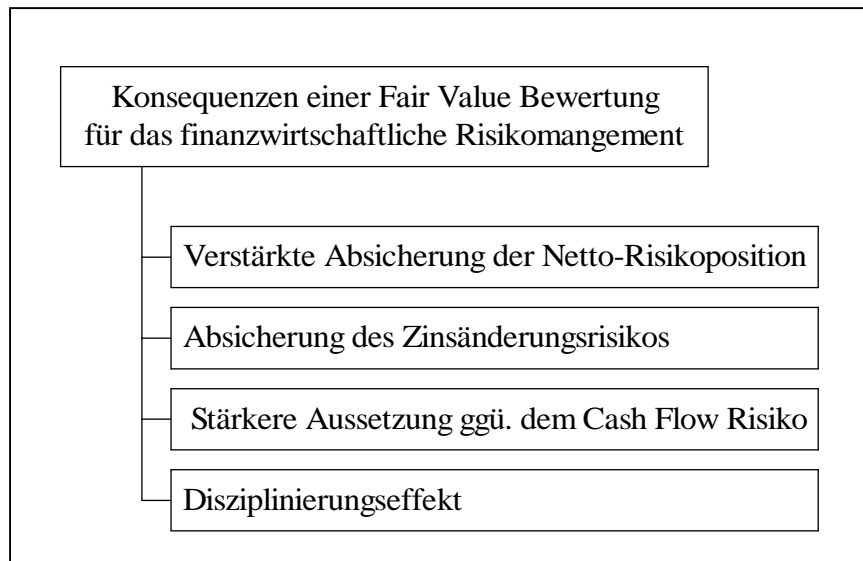 Konsequenzen einer Fair Value Bewertung
für das finanzwirtschaftliche Risikomangement
Verstärkte Absicherung der Netto-Risikoposition
Absicherung des Zinsänderungsrisikos
Stärkere Aussetzung ggü. dem Cash Flow Risiko
Disziplinierungseffekt